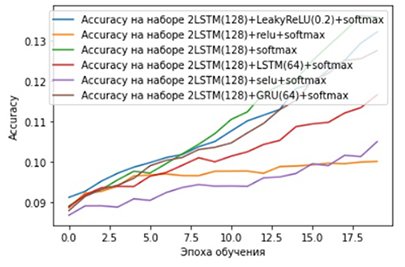 Accuracy на наборе 2LSTM(128)+LeakyReLU(0.2)+softmax
Accuracy на наборе 2LSTM(128)+relu+softmax
Accuracy на наборе 2LSTM(128)+softmax
Accuracy на наборе 2LSTM(128)+LSTM(64)+softmax
Accuracy на наборе 2LSTM(128)+selu+softmax
Accuracy на наборе 2LSTM(128)+GRU(64)+softmax
Accuracy
0.13
0.12
0.11
0.10
0.09
0.0 2.5 5.0 7.5 10.0 12.5 15.0 17.5
Эпоха обучения